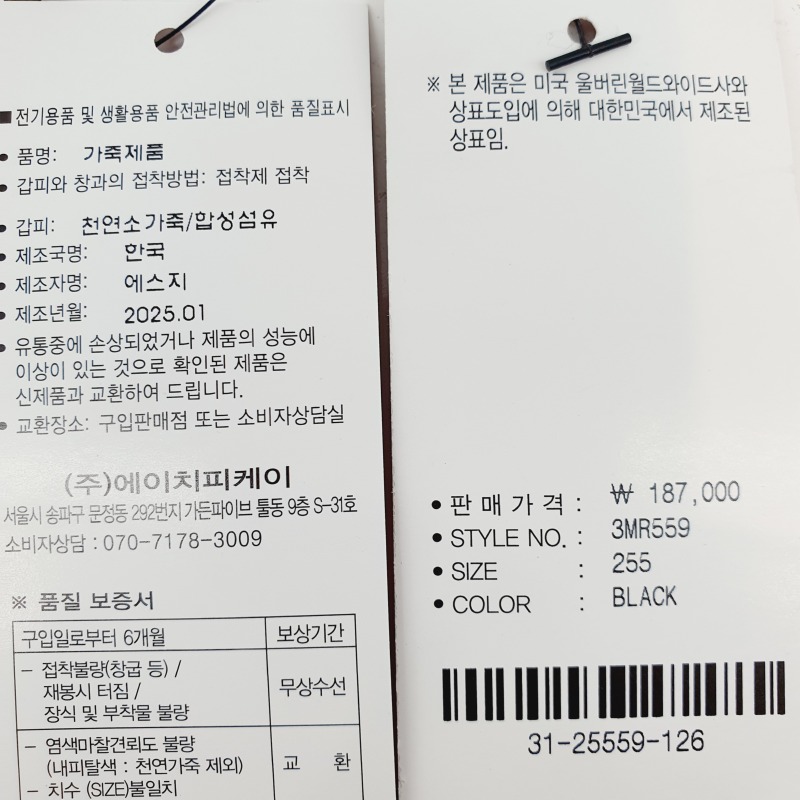 ■ 전기용품 및 생활용품 안전관리법에 의한 품질표시
● 품명: 가죽제품
● 갑피와 창과의 접착방법: 접착제 접착
● 갑피: 천연소가죽/합성섬유
● 제조국명: 한국
● 제조자명: 에스지
● 제조년월: 2025.01
● 유통중에 손상되었거나 제품의 성능에
이상이 있는 것으로 확인된 제품은
신제품과 교환하여 드립니다.
● 교환장소: 구입판매점 또는 소비자상담실
(주)에이치피케이
서울시 송파구 문정동 292번지 가든파이브 툴동 9층 S-31호
소비자상담 : 070-7178-3009
※ 품질 보증서
구입일로부터 6개월 보상기간
- 접착불량(창굽 등) /
재봉시 터짐 /
장식 및 부착물 불량
무상수선
- 염색마찰견뢰도 불량
(내피탈색 : 천연가죽 제외)
- 치수 (SIZE)불일치
교 환
※ 본 제품은 미국 울버린월드와이드사와
상표도입에 의해 대한민국에서 제조된
상표임.
● 판매가격 : ₩ 187,000
● STYLE NO. : 3MR559
● SIZE : 255
● COLOR : BLACK
31-25559-126